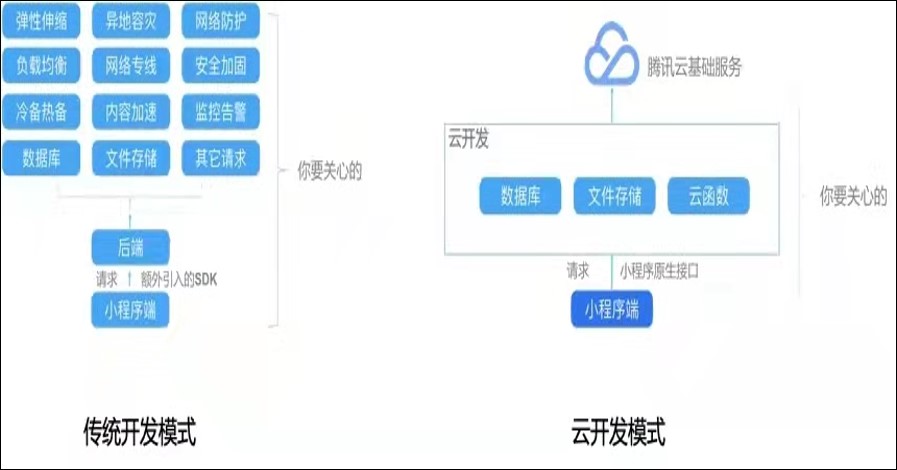 弹性伸缩 异地容灾 网络防护
负载均衡 网络专线 安全加固
冷备热备 内容加速 监控告警
数据库 文件存储 其它请求
你要关心的
后端
请求 额外引入的SDK
小程序端
传统开发模式
腾讯云基础服务
云开发
数据库 文件存储 云函数
你要关心的
请求 小程序原生接口
小程序端
云开发模式